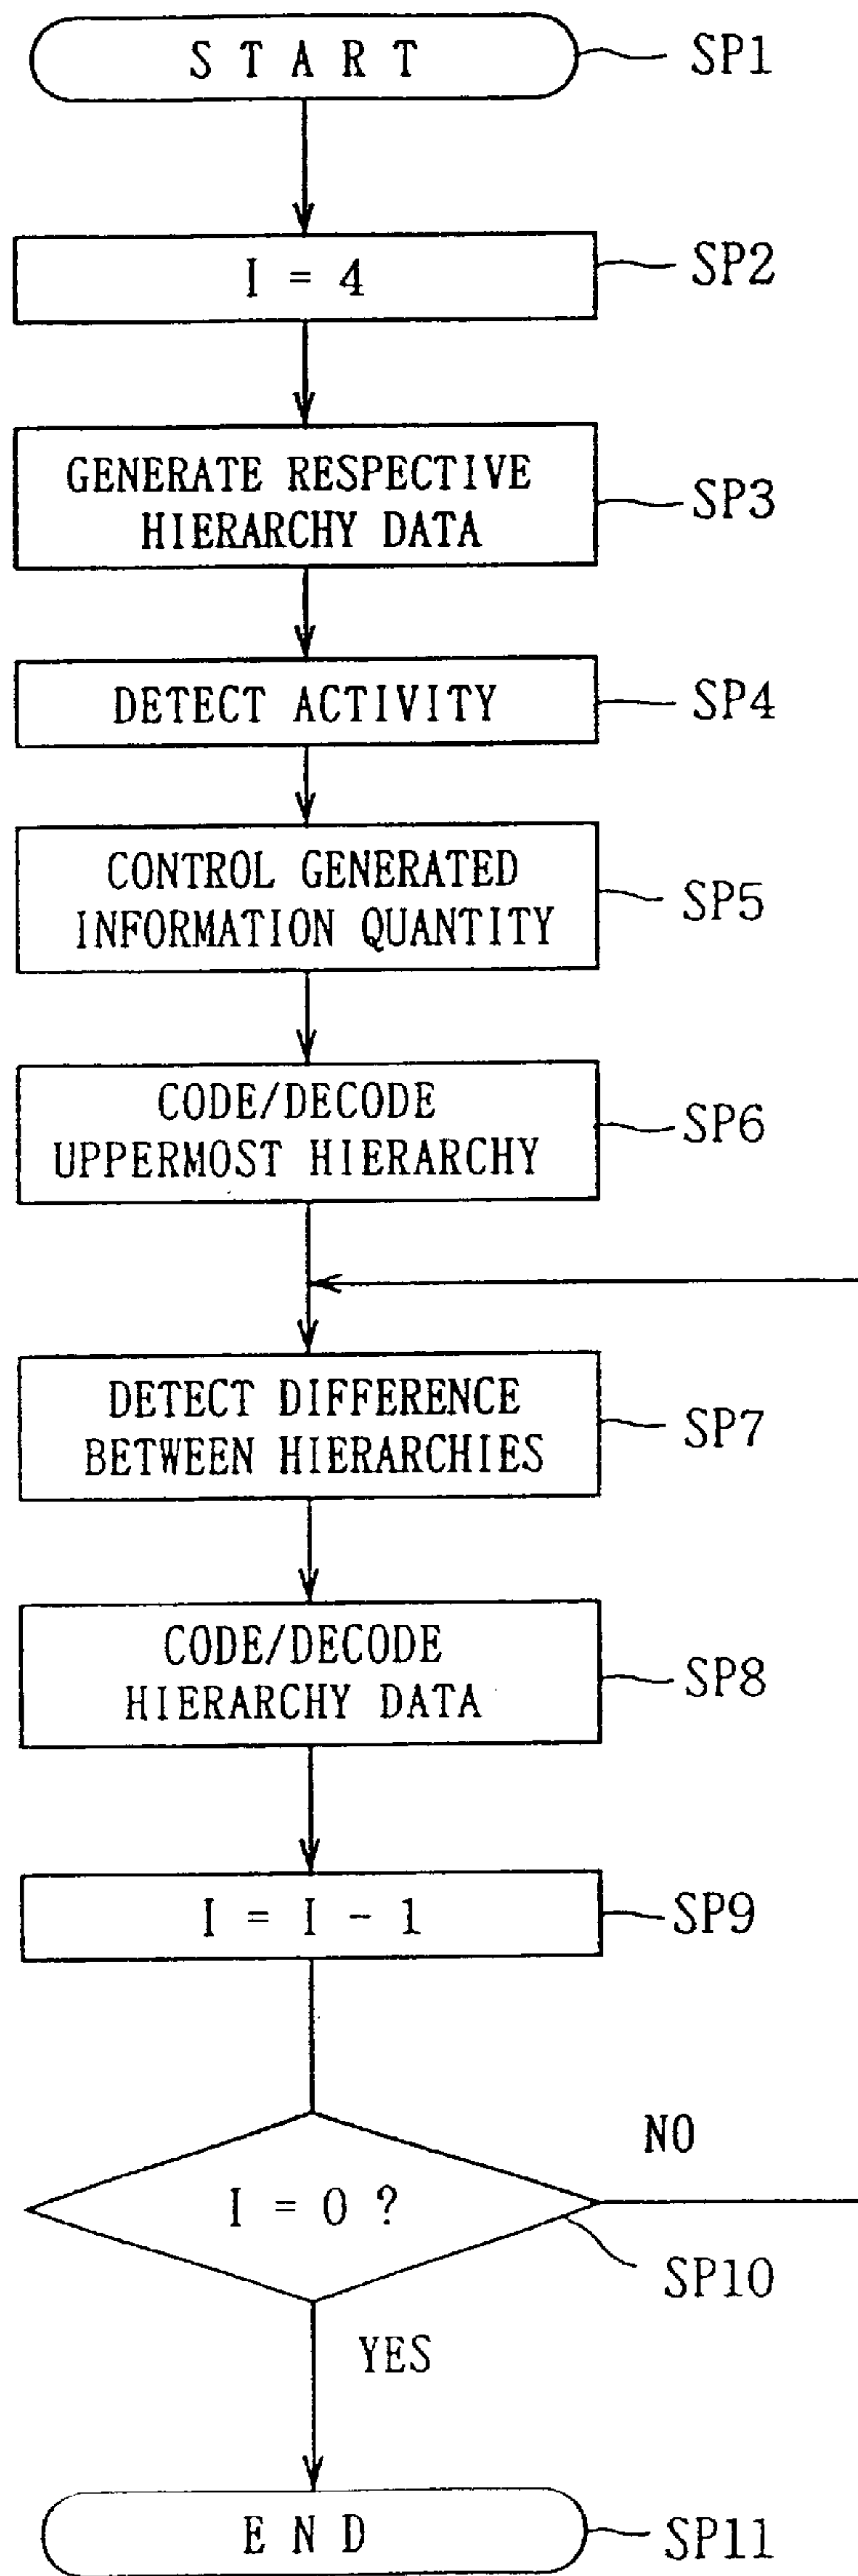 START SP1
I = 4 SP2
GENERATE RESPECTIVE
HIERARCHY DATA SP3
DETECT ACTIVITY SP4
CONTROL GENERATED
INFORMATION QUANTITY SP5
CODE/DECODE
UPPERMOST HIERARCHY SP6
DETECT DIFFERENCE
BETWEEN HIERARCHIES SP7
CODE/DECODE
HIERARCHY DATA SP8
I = I - 1 SP9
NO
I = 0 ?
SP10
YES
END SP11